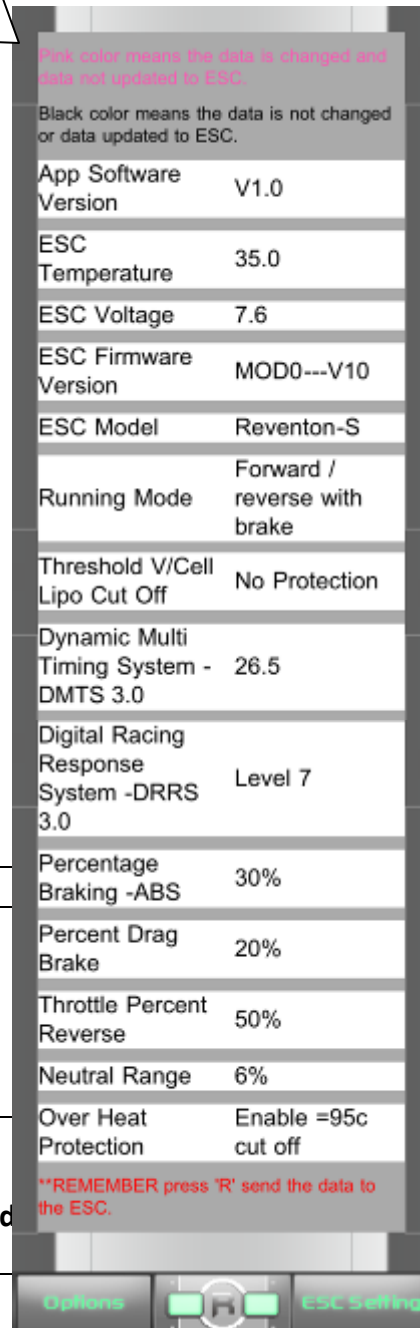 Pink color means the data is changed and
data not updated to ESC.
Black color means the data is not changed
or data updated to ESC.
App Software
Version
V1.0
ESC
Temperature
35.0
ESC Voltage
7.6
ESC Firmware
Version
MOD0---V10
ESC Model
Reventon-S
Running Mode
Forward /
reverse with
brake
Threshold V/Cell
Lipo Cut Off
No Protection
Dynamic Multi
Timing System -
DMTS 3.0
26.5
Digital Racing
Response
System -DRRS
3.0
Level 7
Percentage
Braking -ABS
30%
Percent Drag
Brake
20%
Throttle Percent
Reverse
50%
Neutral Range
6%
Over Heat
Protection
Enable =95c
cut off
**REMEMBER press 'R' send the data to
the ESC.
d
Options
R
ESC Setting